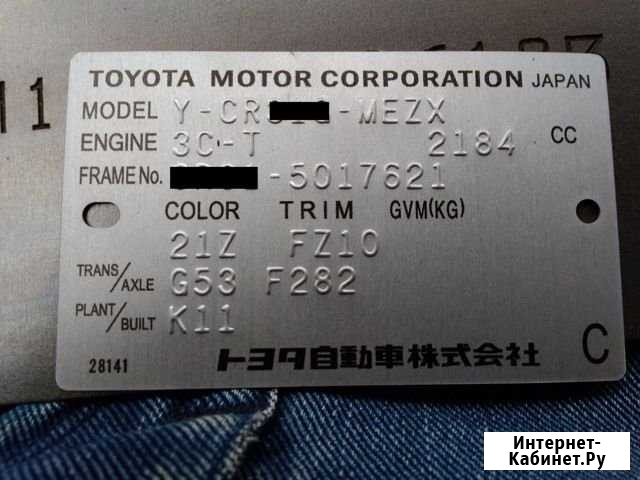 TOYOTA MOTOR CORPORATION JAPAN
MODEL Y-CR -MEZX
ENGINE 3C-T 2184 CC
FRAME No. -5017621
COLOR TRIM GVM(KG)
21Z FZ10
TRANS/AXLE G53 F282
PLANT/BUILT K11
28141 トヨタ自動車株式会社 C
Интернет-
Кабинет.Ру